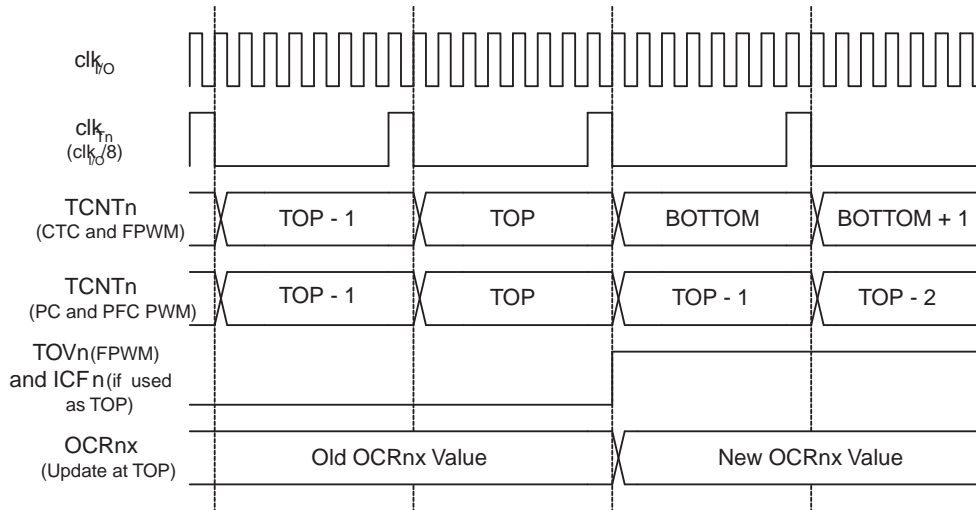 clkI/O
clkTn
(clkI/O/8)
TCNTn
(CTC and FPWM)
TOP - 1
TOP
BOTTOM
BOTTOM + 1
TCNTn
(PC and PFC PWM)
TOP - 1
TOP
TOP - 1
TOP - 2
TOVn(FPWM)
and ICFn(if used
as TOP)
OCRnx
(Update at TOP)
Old OCRnx Value
New OCRnx Value